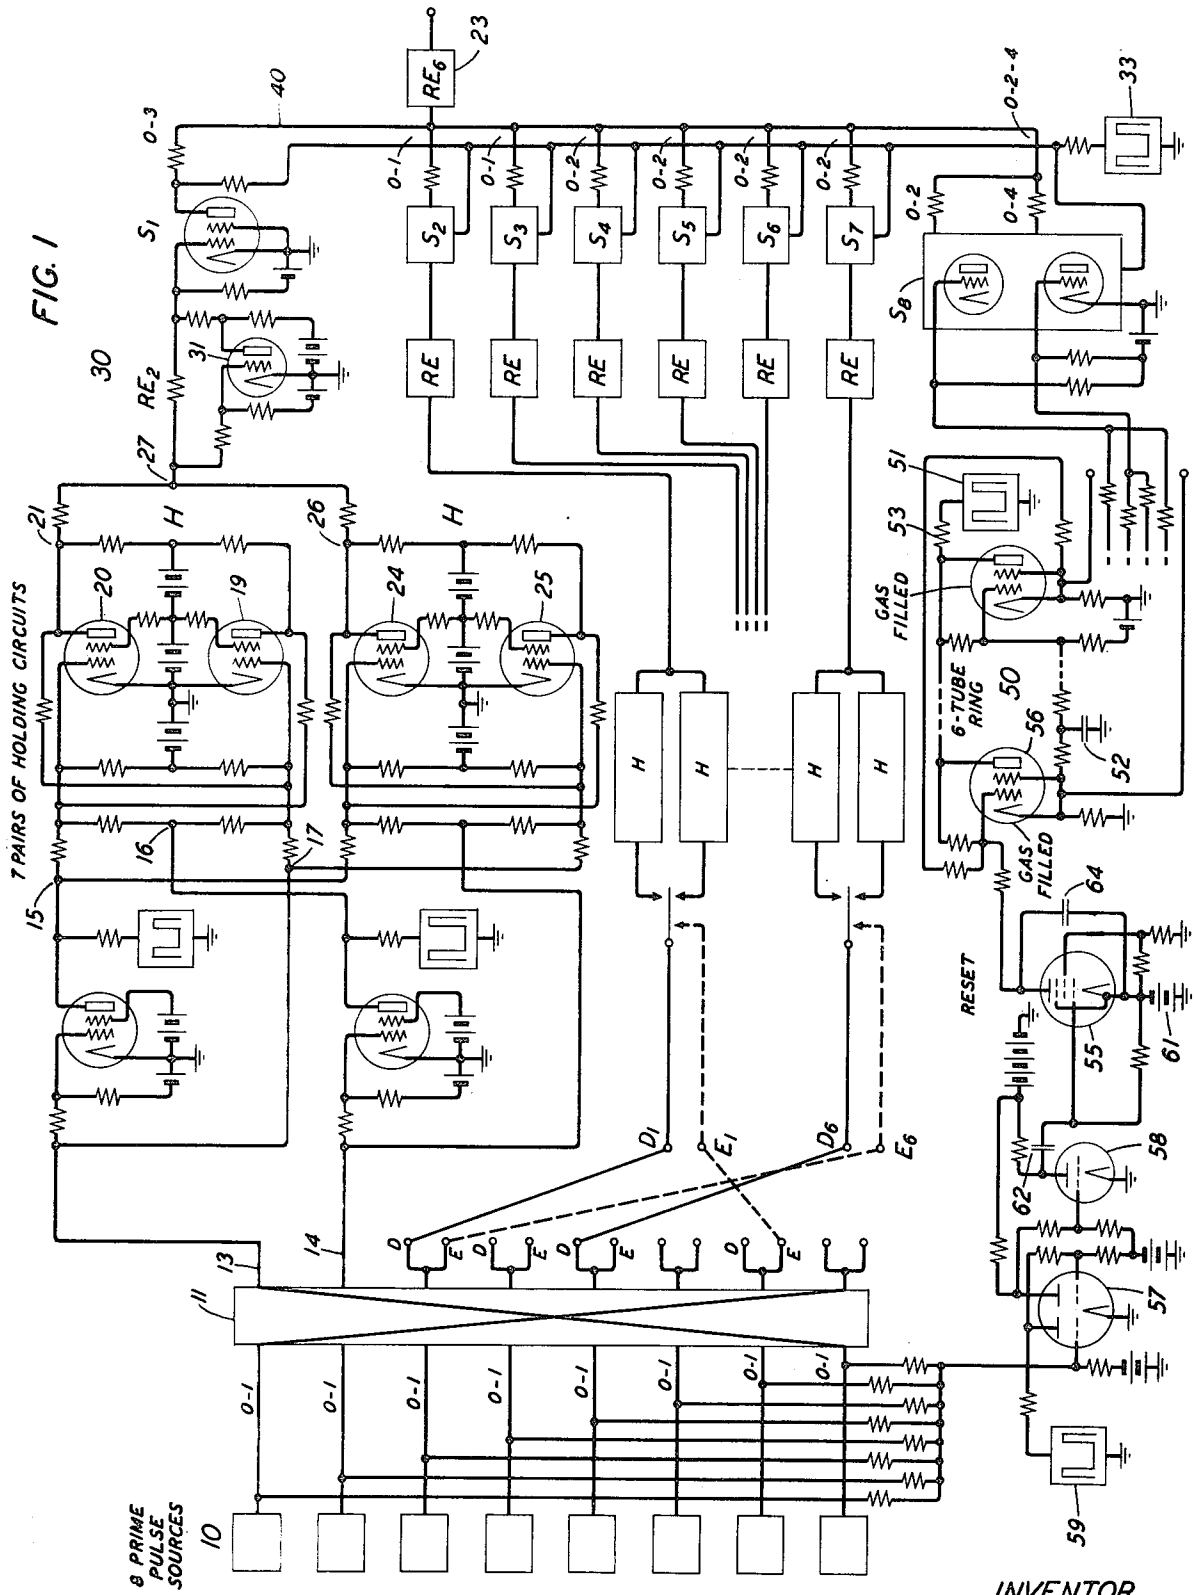 FIG. 1
8 PRIME
PULSE
SOURCES
10
0-1
0-1
0-1
0-1
0-1
0-1
0-1
0-1
11
13
14
D
E
D
E
D
E
D
E
D1
E1
D6
E6
7 PAIRS OF HOLDING CIRCUITS
15
16
17
20
19
21
H
24
25
26
H
27
30
RE2
31
S1
0-3
40
RE6
23
H
H
H
H
RE
RE
RE
RE
RE
RE
S2
S3
S4
S5
S6
S7
0-1
0-1
0-2
0-2
0-2
0-2
0-2-4
0-2
0-4
S8
33
59
57
58
62
RESET
55
61
64
GAS
FILLED
56
52
6-TUBE
RING
50
GAS
FILLED
53
51
INVENTOR